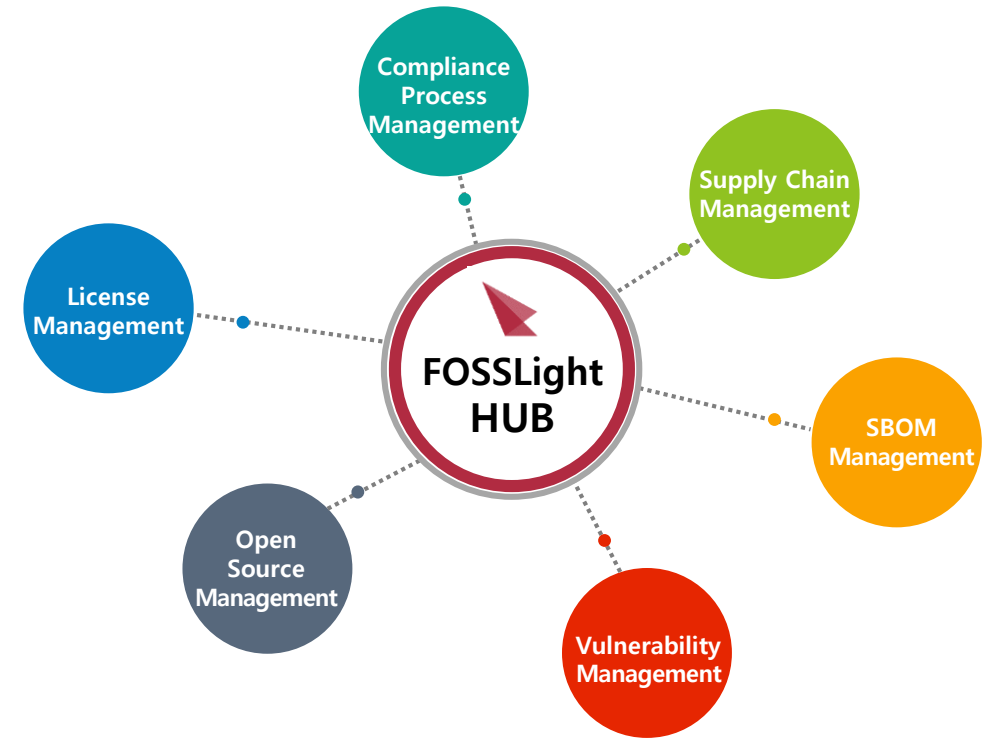 Compliance
Process
Management
Supply Chain
Management
License
Management
FOSSLight
HUB
SBOM
Management
Open
Source
Management
Vulnerability
Management